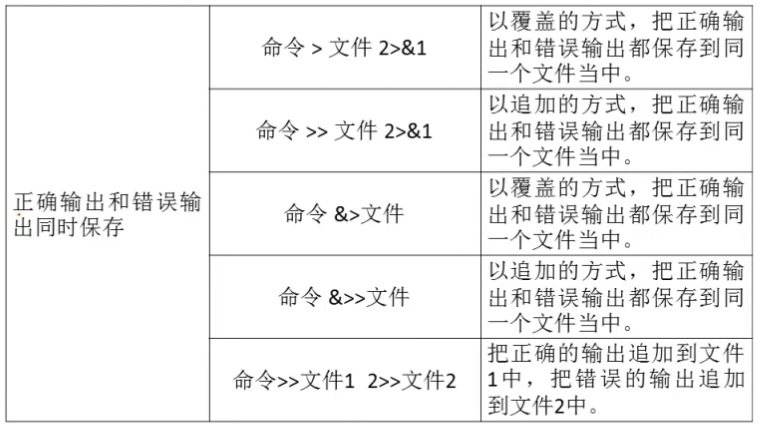 正确输出和错误输
出同时保存
命令 > 文件 2>&1
以覆盖的方式，把正确输
出和错误输出都保存到同
一个文件当中。
命令 >> 文件 2>&1
以追加的方式，把正确输
出和错误输出都保存到同
一个文件当中。
命令 &>文件
以覆盖的方式，把正确输
出和错误输出都保存到同
一个文件当中。
命令 &>>文件
以追加的方式，把正确输
出和错误输出都保存到同
一个文件当中。
命令>>文件1 2>>文件2
把正确的输出追加到文件
1中，把错误的输出追加
到文件2中。